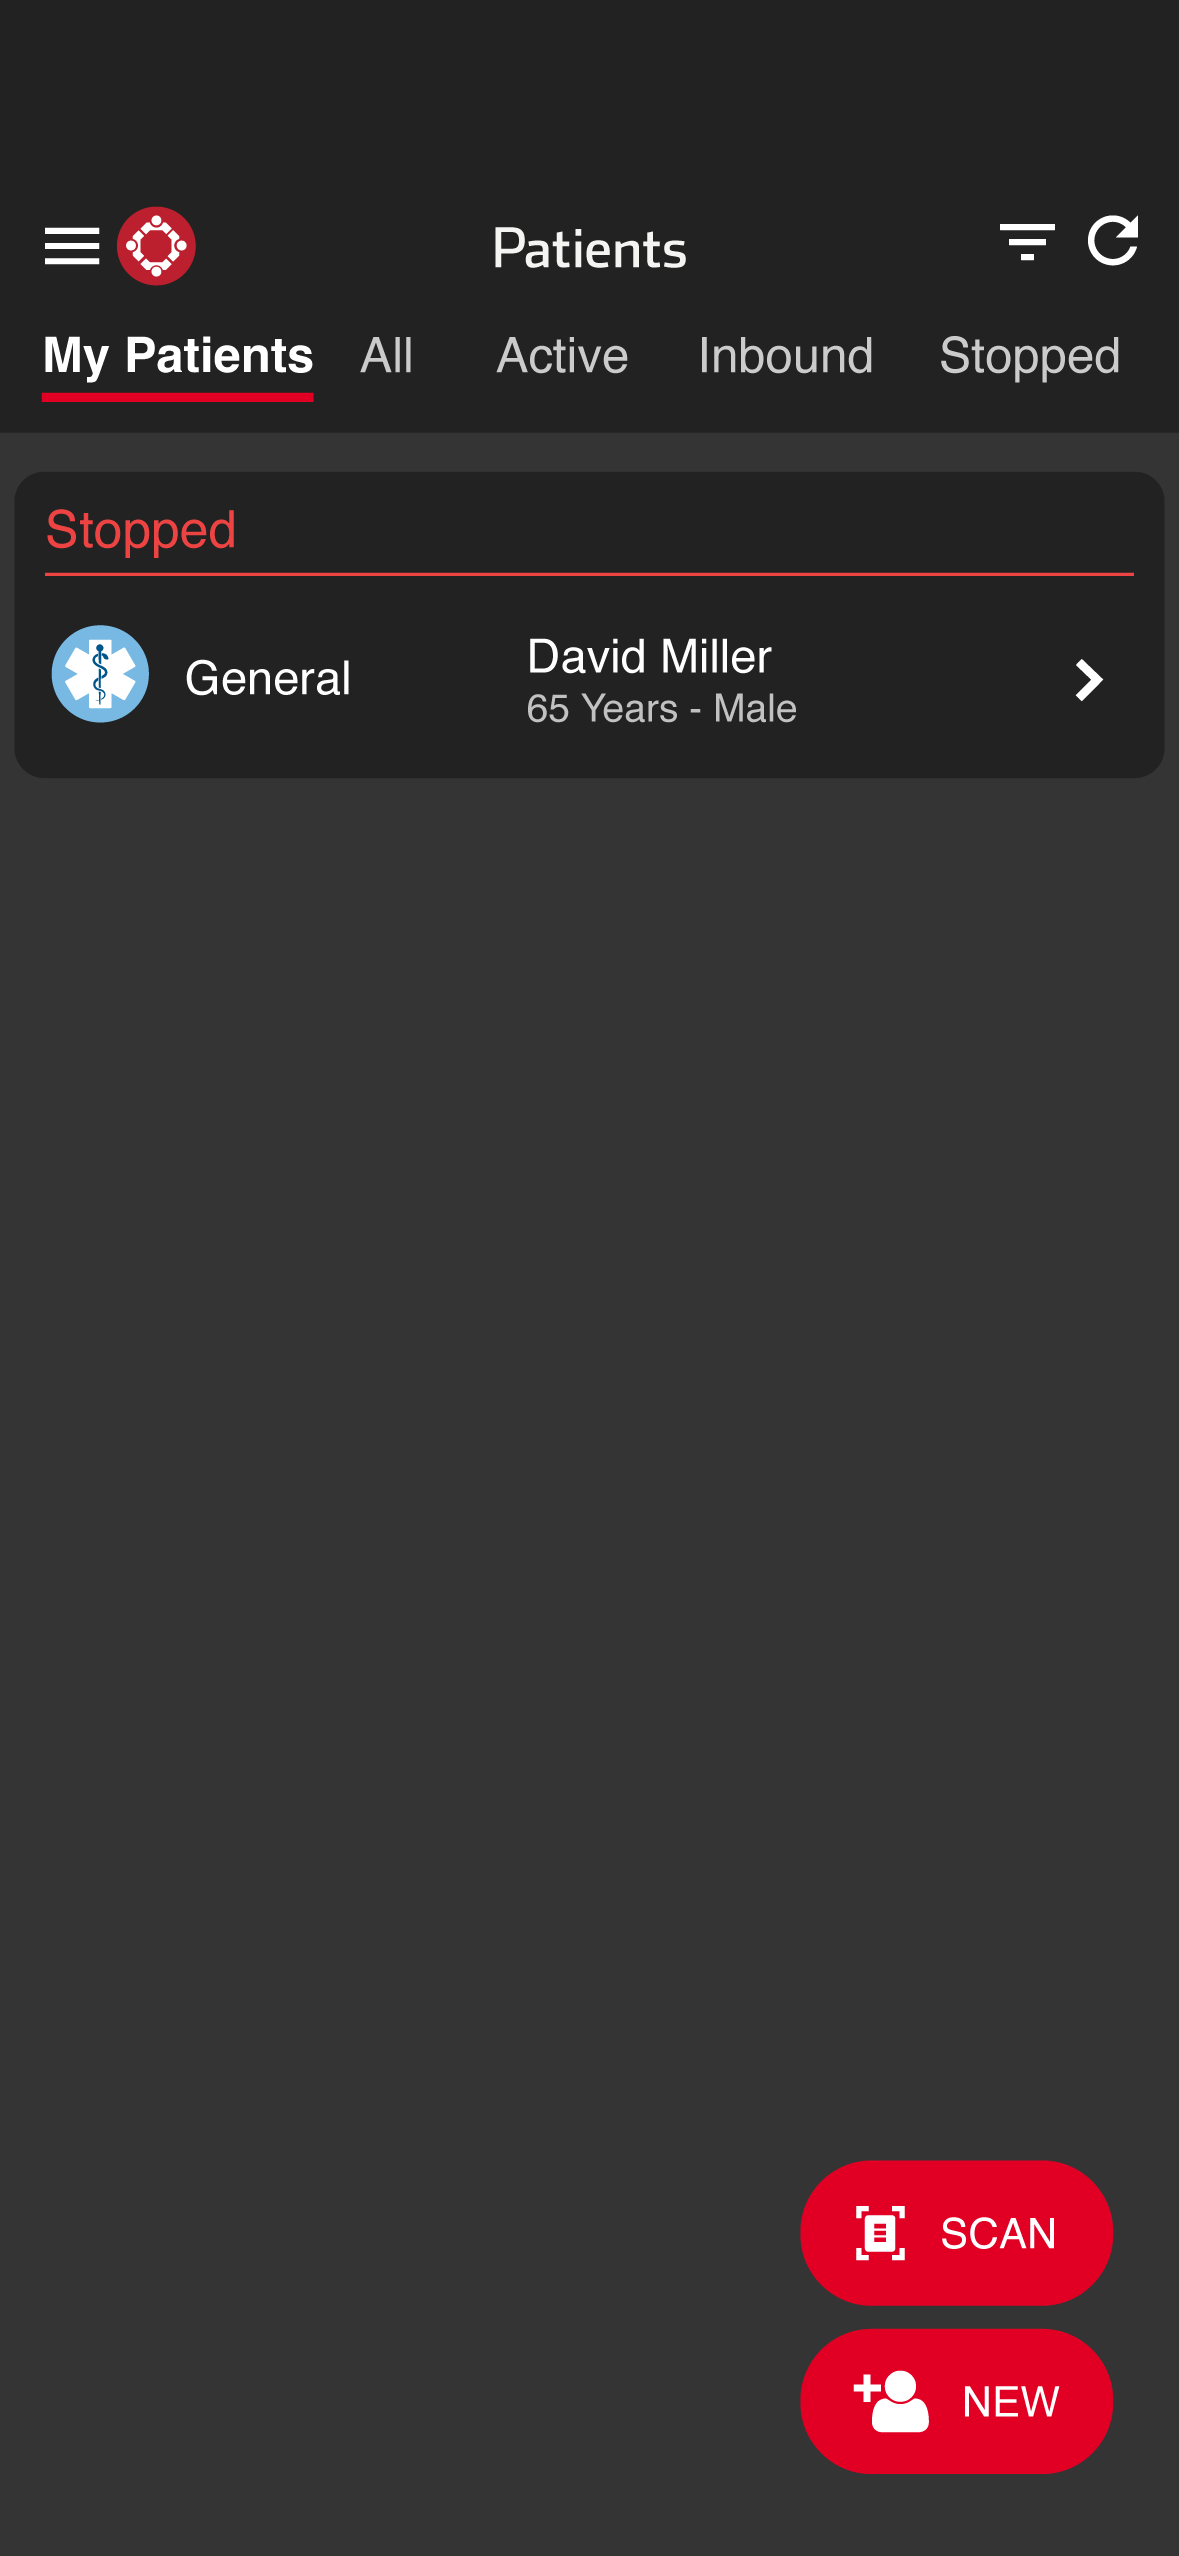 Patients
My Patients All Active Inbound Stopped
Stopped
General
David Miller
65 Years - Male
SCAN
NEW